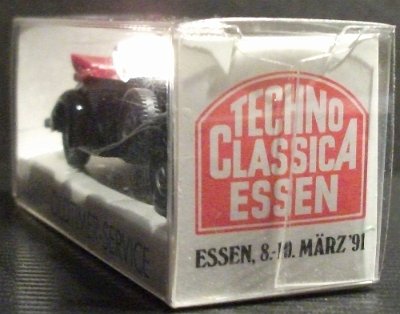 TECHNO
CLASSICA
ESSEN
ESSEN, 8.-10. MÄRZ '91
SERVICE